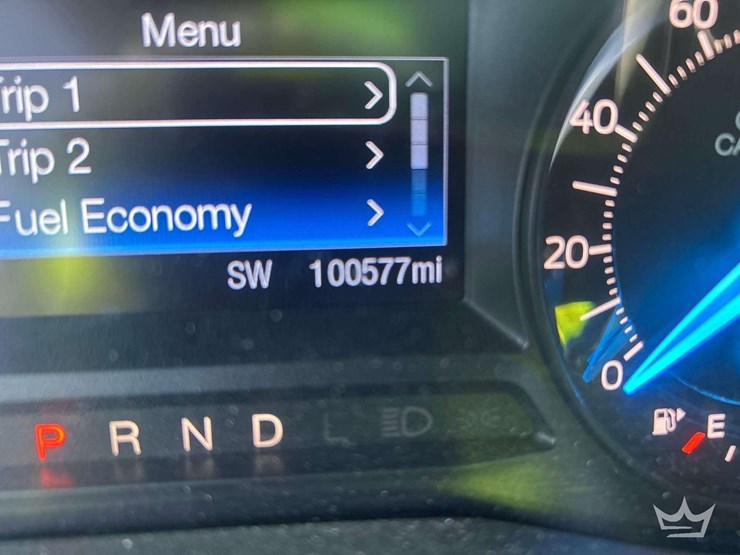 Menu
Trip 1
Trip 2
Fuel Economy
SW 100577mi
P R N D L
60
40
20
0
E